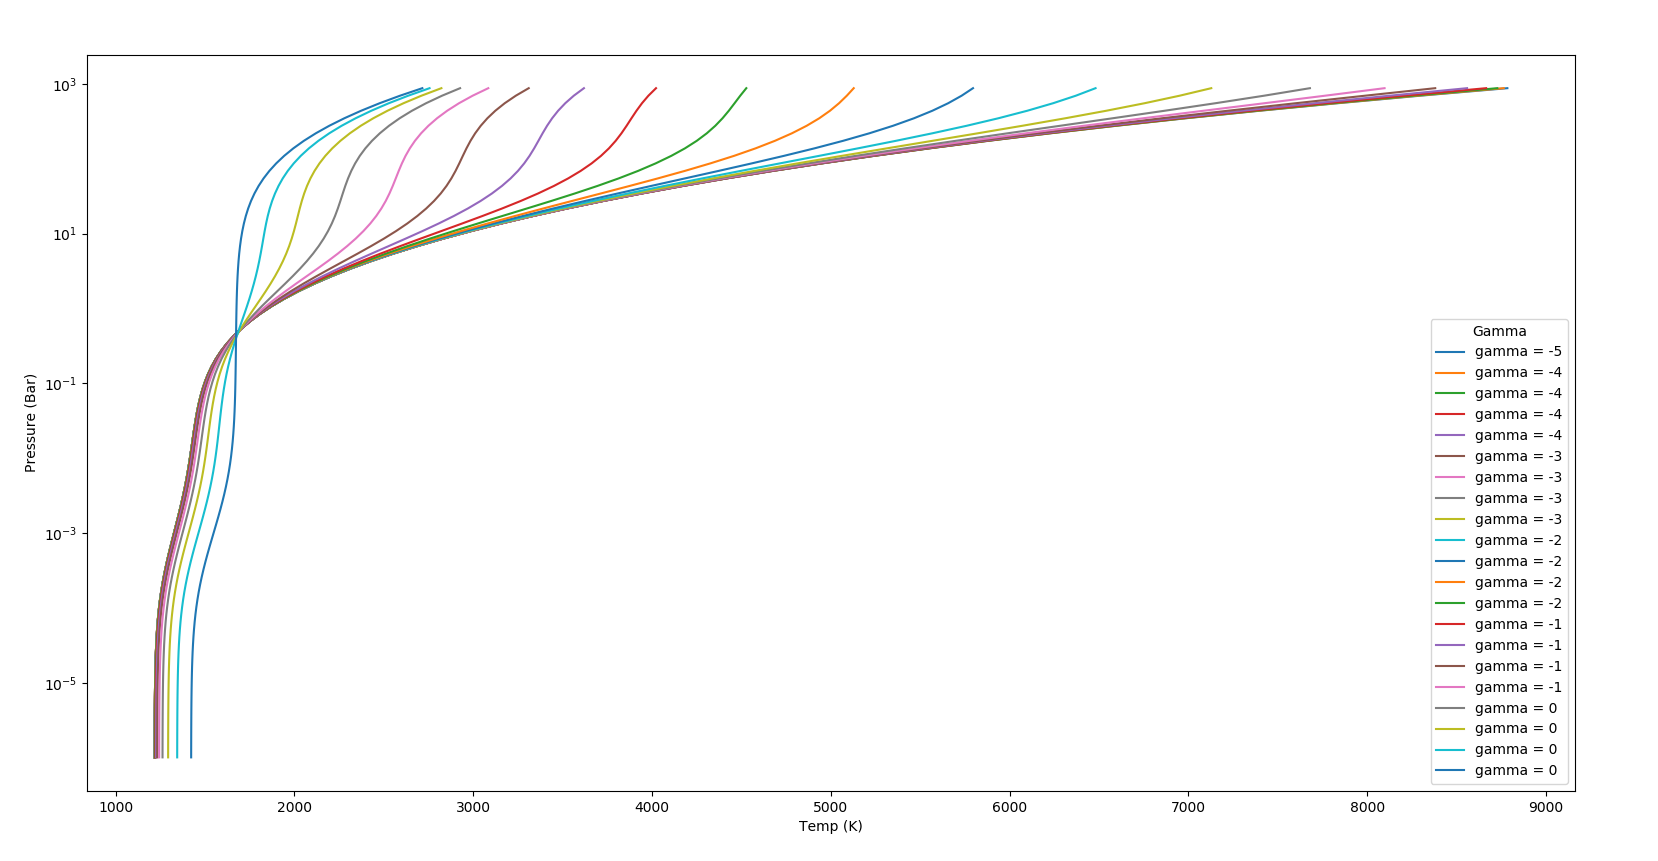 10³
10¹
10⁻¹
10⁻³
10⁻⁵
Pressure (Bar)
1000 2000 3000 4000 5000 6000 7000 8000 9000
Temp (K)
Gamma
gamma = -5
gamma = -4
gamma = -4
gamma = -4
gamma = -4
gamma = -3
gamma = -3
gamma = -3
gamma = -3
gamma = -2
gamma = -2
gamma = -2
gamma = -2
gamma = -1
gamma = -1
gamma = -1
gamma = -1
gamma = 0
gamma = 0
gamma = 0
gamma = 0